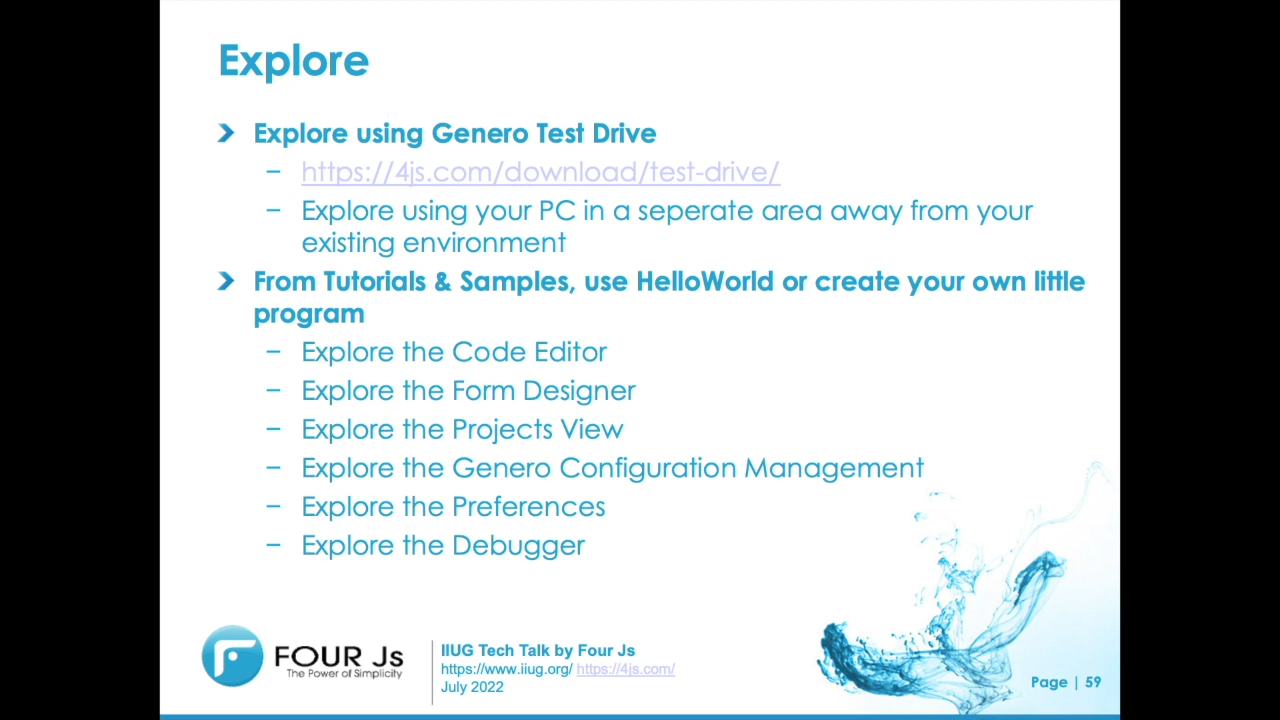 Explore
Explore using Genero Test Drive
– https://4js.com/download/test-drive/
– Explore using your PC in a seperate area away from your
existing environment
From Tutorials & Samples, use HelloWorld or create your own little
program
– Explore the Code Editor
– Explore the Form Designer
– Explore the Projects View
– Explore the Genero Configuration Management
– Explore the Preferences
– Explore the Debugger
FOUR Js
The Power of Simplicity
IIUG Tech Talk by Four Js
https://www.iiug.org/ https://4js.com/
July 2022
Page | 59